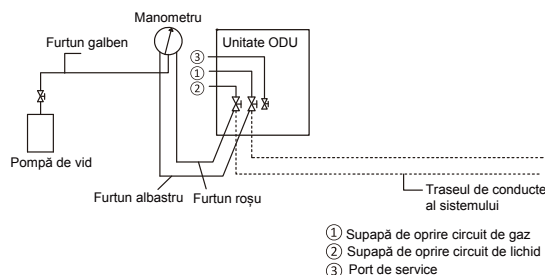 Manometru
Furtun galben
Unitate ODU
③
①
②
Pompă de vid
Furtun albastru
Furtun roșu
Traseul de conducte
al sistemului
① Supapă de oprire circuit de gaz
② Supapă de oprire circuit de lichid
③ Port de service